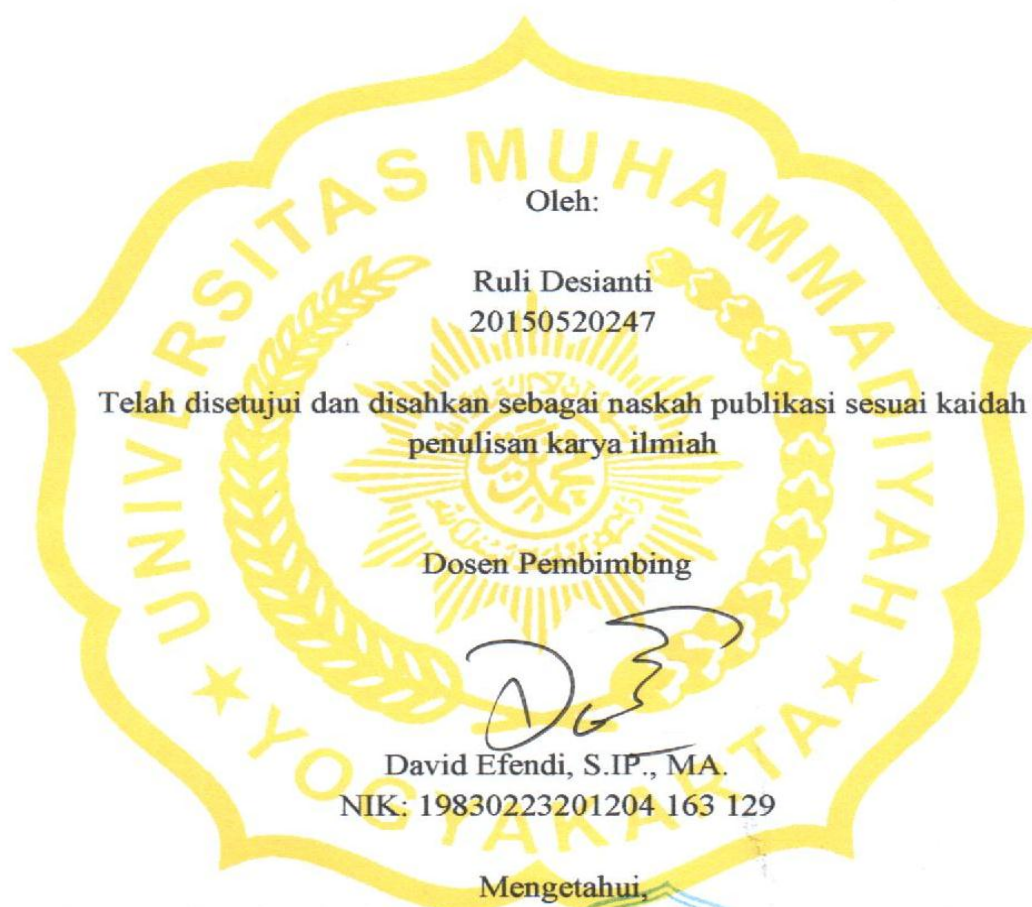 UNIVERSITAS MUHAMMADIYAH
★ YOGYAKARTA ★
Oleh:
Ruli Desianti
20150520247
Telah disetujui dan disahkan sebagai naskah publikasi sesuai kaidah
penulisan karya ilmiah
Dosen Pembimbing
David Efendi, S.IP., MA.
NIK: 19830223201204 163 129
Mengetahui,